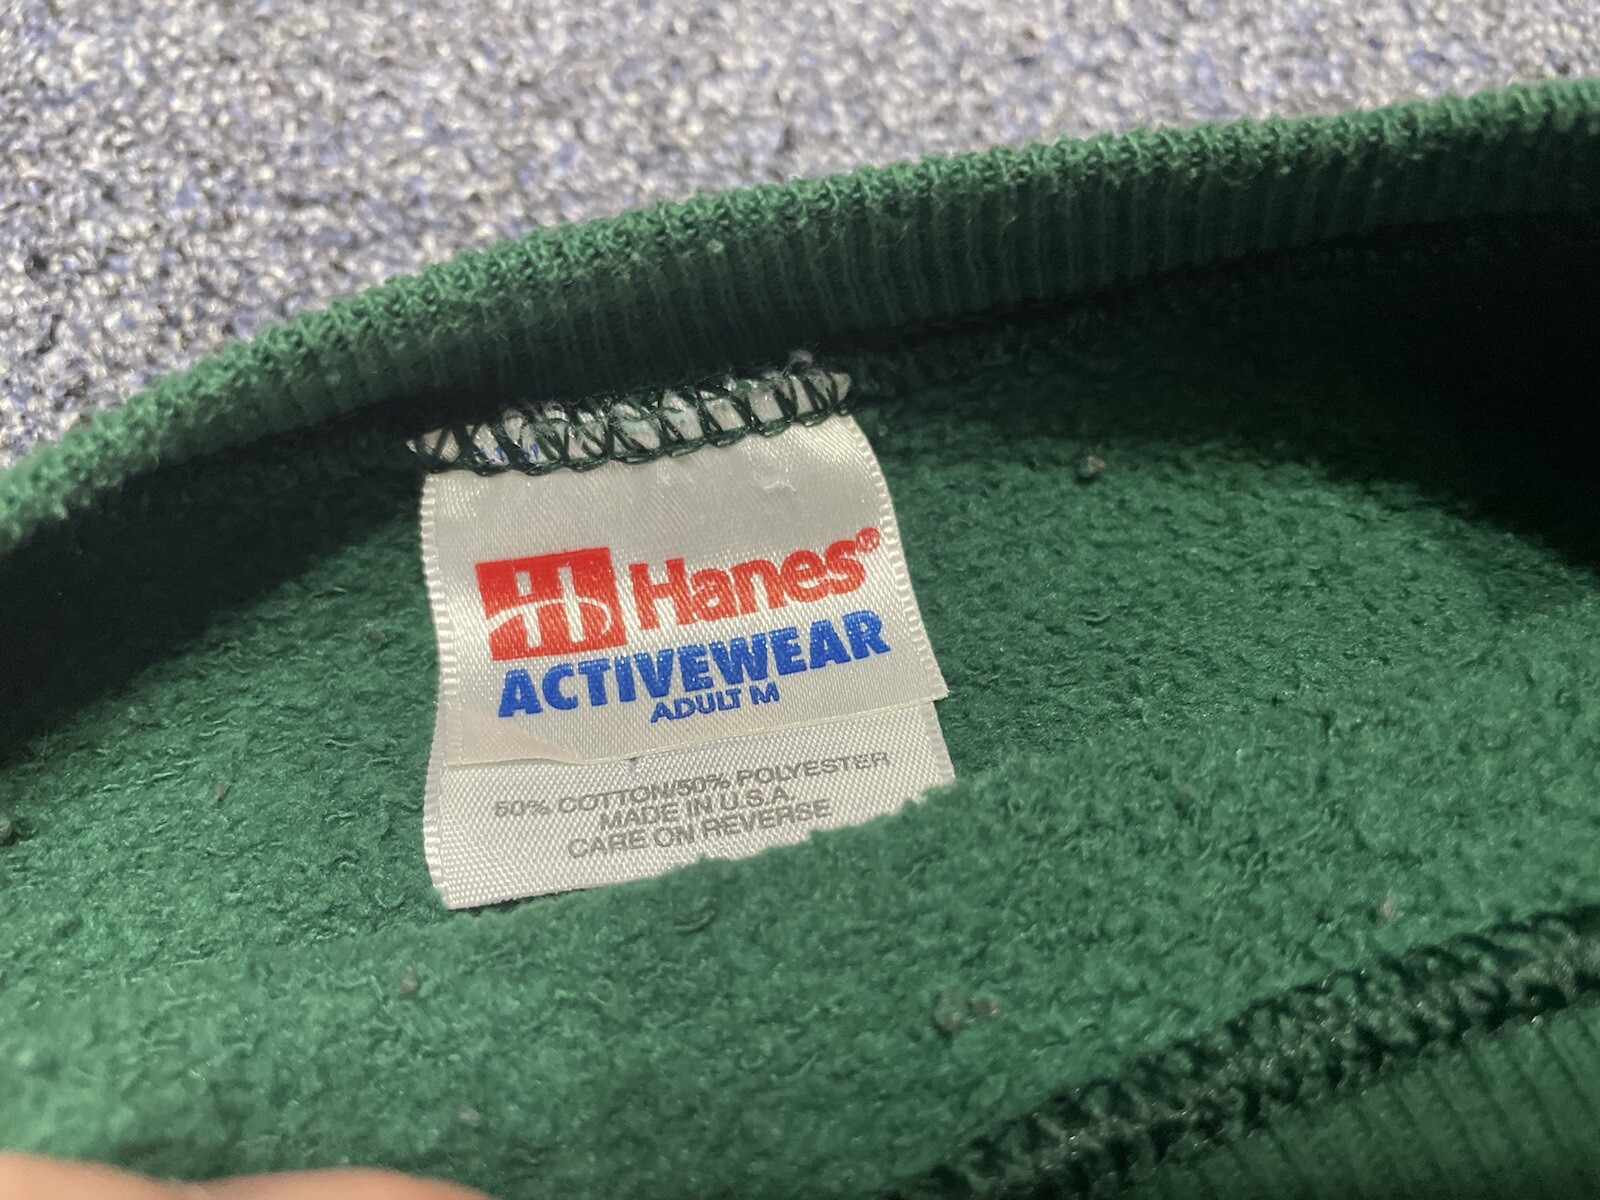 Hanes®
ACTIVEWEAR
ADULT M
50% COTTON/50% POLYESTER
MADE IN U.S.A.
CARE ON REVERSE